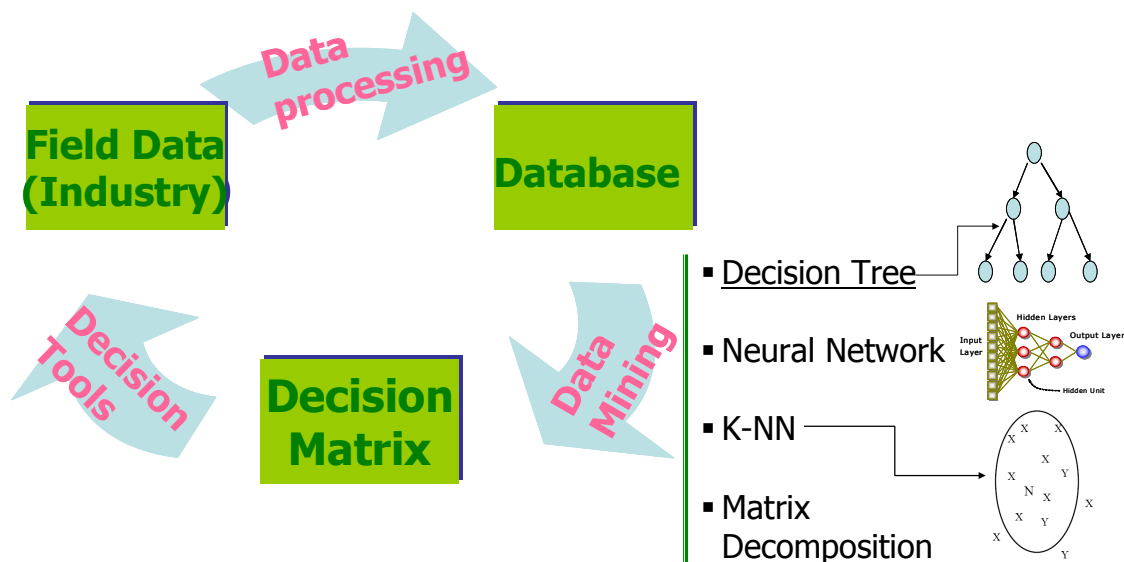 Data
processing
Field Data
(Industry)
Database
Decision
Tools
Decision
Matrix
Data
Mining
▪ Decision Tree
▪ Neural Network
Hidden Layers
Output Layer
Input
Layer
Hidden Unit
▪ K-NN
X
X
X
X
X
Y
X
N
X
X
X
Y
X
Y
▪ Matrix
Decomposition